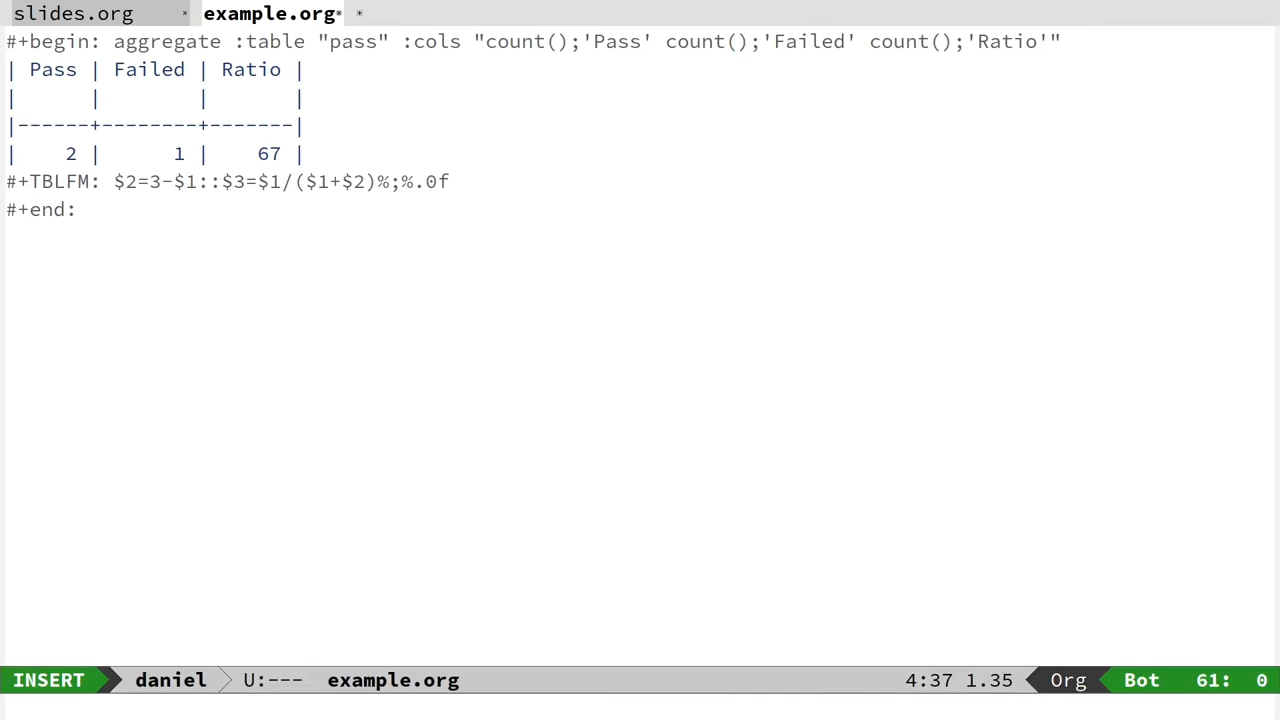 slides.org * example.org* *
#+begin: aggregate :table "pass" :cols "count();'Pass' count();'Failed' count();'Ratio'"
| Pass | Failed | Ratio |
|      |        |       |
|------+--------+-------|
|    2 |      1 |    67 |
#+TBLFM: $2=3-$1::$3=$1/($1+$2)%;%.0f
#+end:
INSERT daniel U:--- example.org 4:37 1.35 Org Bot 61: 0